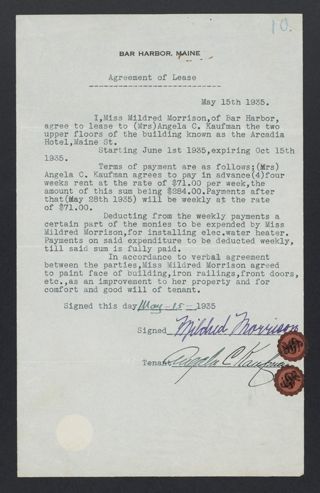 10.
BAR HARBOR, MAINE
Agreement of Lease
May 15th 1935.
I,Miss Mildred Morrison,of Bar Harbor,
agree to lease to (Mrs)Angela C. Kaufman the two
upper floors of the building known as the Arcadia
Hotel,Maine St.
Starting June 1st 1935,expiring Oct 15th
1935.
Terms of payment are as follows;(Mrs)
Angela C. Kaufman agrees to pay in advance(4)four
weeks rent at the rate of $71.00 per week,the
amount of this sum being $284.00.Payments after
that(May 28th 1935) will be weekly at the rate
of $71.00.
Deducting from the weekly payments a
certain part of the monies to be expended by Miss
Mildred Morrison,for installing elec.water heater.
Payments on said expenditure to be deducted weekly,
till said sum is fully paid.
In accordance to verbal agreement
between the parties,Miss Mildred Morrison agreed
to paint face of building,iron railings,front doors,
etc.,as an improvement to her property and for
comfort and good will of tenant.
Signed this day May-15-1935
Signed Mildred Morrison
Tenant Angela C Kaufman